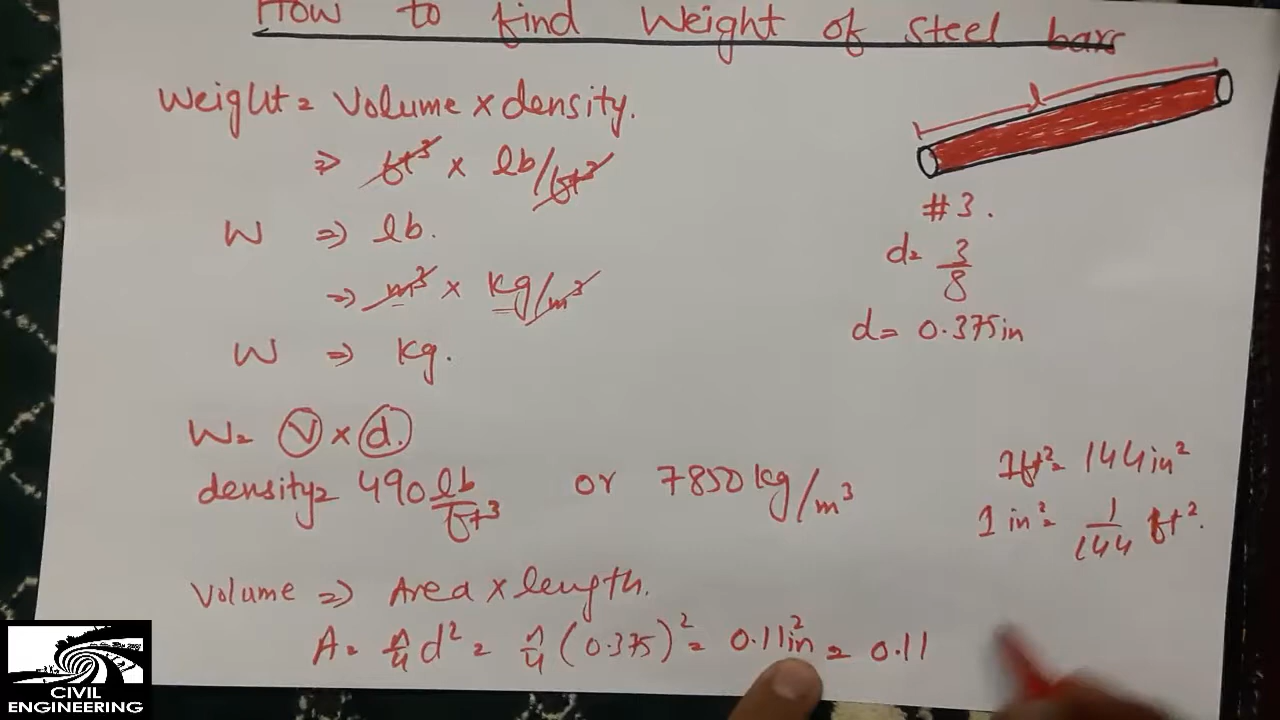 How to find Weight of steel bars
Weight= Volume × density.
⇒ ft³ × lb/ft³
W ⇒ lb.
⇒ m³ × kg/m³
W ⇒ kg.
#3.
d= 3/8
d= 0.375in
W= V × d.
density= 490 lb/ft³ or 7850 kg/m³
1ft²= 144in²
1 in²= 1/144 ft².
Volume ⇒ Area × length.
A= π/4 d² = π/4 (0.375)² = 0.11in² = 0.11
CIVIL
ENGINEERING